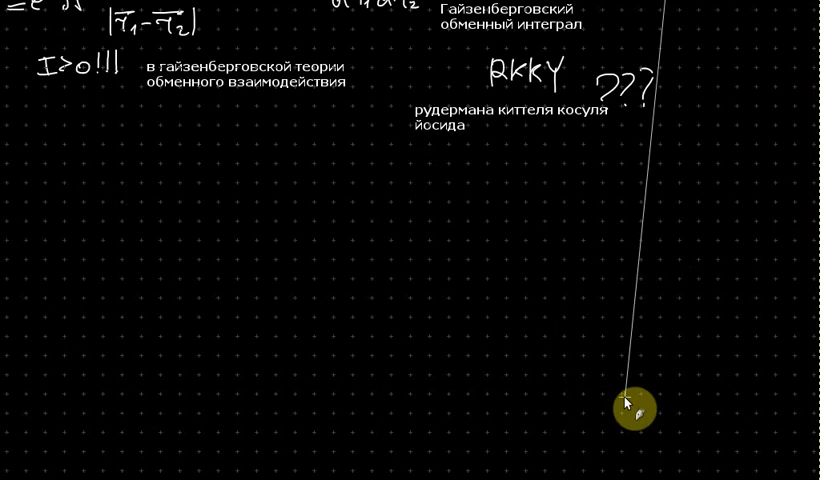 Гайзенберговский
обменный интеграл
|r₁-r₂|
I>0!!!
в гайзенберговской теории
обменного взаимодействия
RKKY ???
рудермана киттеля косуля
йосида